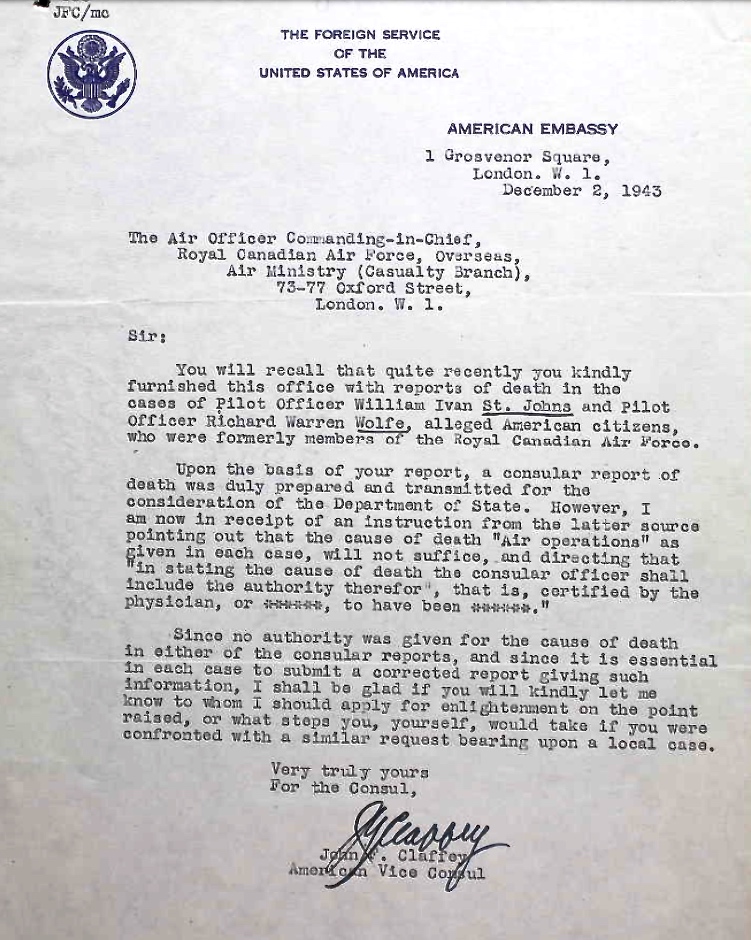 JFC/mc
THE FOREIGN SERVICE
OF THE
UNITED STATES OF AMERICA
AMERICAN EMBASSY
1 Grosvenor Square,
London. W. 1.
December 2, 1943
The Air Officer Commanding-in-Chief,
Royal Canadian Air Force, Overseas,
Air Ministry (Casualty Branch),
73-77 Oxford Street,
London. W. 1.
Sir:
You will recall that quite recently you kindly
furnished this office with reports of death in the
cases of Pilot Officer William Ivan St. Johns and Pilot
Officer Richard Warren Wolfe, alleged American citizens,
who were formerly members of the Royal Canadian Air Force.
Upon the basis of your report, a consular report of
death was duly prepared and transmitted for the
consideration of the Department of State. However, I
am now in receipt of an instruction from the latter source
pointing out that the cause of death "Air operations" as
given in each case, will not suffice, and directing that
"in stating the cause of death the consular officer shall
include the authority therefor", that is, certified by the
physician, or ******, to have been ******."
Since no authority was given for the cause of death
in either of the consular reports, and since it is essential
in each case to submit a corrected report giving such
information, I shall be glad if you will kindly let me
know to whom I should apply for enlightenment on the point
raised, or what steps you, yourself, would take if you were
confronted with a similar request bearing upon a local case.
Very truly yours
For the Consul,
John F. Claffey
American Vice Consul